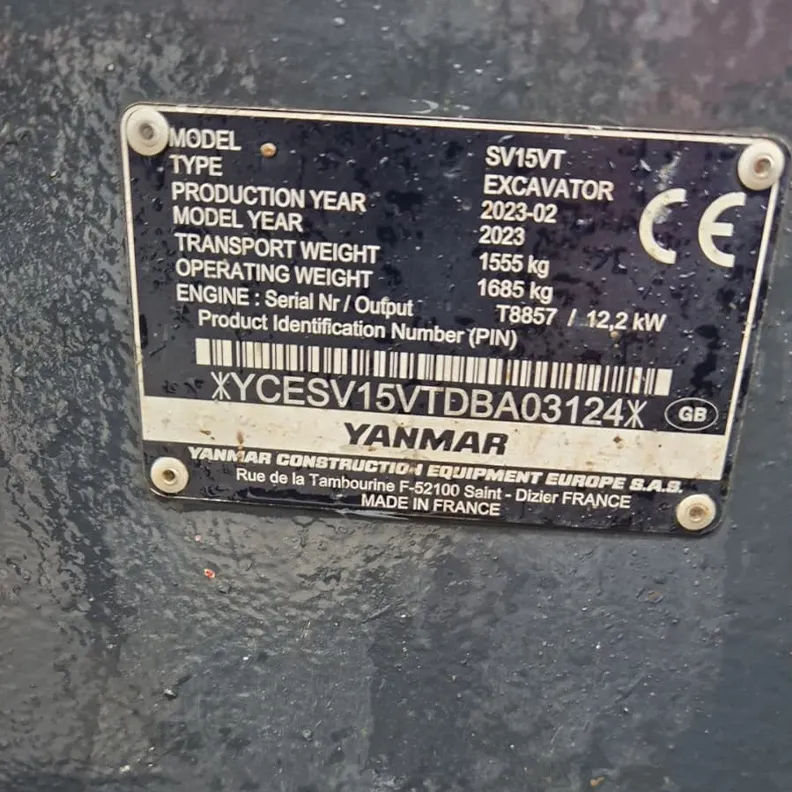 MODEL SV15VT
TYPE EXCAVATOR
PRODUCTION YEAR 2023-02
MODEL YEAR 2023
TRANSPORT WEIGHT 1555 kg
OPERATING WEIGHT 1685 kg
ENGINE : Serial Nr / Output T8857 / 12,2 kW
Product Identification Number (PIN)
*YCESV15VTDBA03124*
GB
CE
YANMAR
YANMAR CONSTRUCTION EQUIPMENT EUROPE S.A.S.
Rue de la Tambourine F-52100 Saint - Dizier FRANCE
MADE IN FRANCE